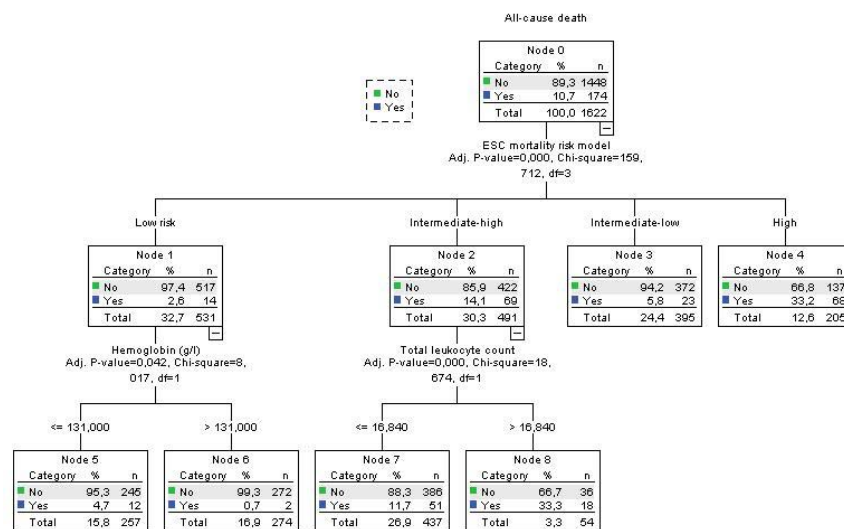 All-cause death
No
Yes
Node 0
Category % n
No 89,3 1448
Yes 10,7 174
Total 100,0 1622
ESC mortality risk model
Adj. P-value=0,000, Chi-square=159,
712, df=3
Low risk
Intermediate-high
Intermediate-low
High
Node 1
Category % n
No 97,4 517
Yes 2,6 14
Total 32,7 531
Node 2
Category % n
No 85,9 422
Yes 14,1 69
Total 30,3 491
Node 3
Category % n
No 94,2 372
Yes 5,8 23
Total 24,4 395
Node 4
Category % n
No 66,8 137
Yes 33,2 68
Total 12,6 205
Hemoglobin (g/l)
Adj. P-value=0,042, Chi-square=8,
017, df=1
Total leukocyte count
Adj. P-value=0,000, Chi-square=18,
674, df=1
<= 131,000
> 131,000
<= 16,840
> 16,840
Node 5
Category % n
No 95,3 245
Yes 4,7 12
Total 15,8 257
Node 6
Category % n
No 99,3 272
Yes 0,7 2
Total 16,9 274
Node 7
Category % n
No 88,3 386
Yes 11,7 51
Total 26,9 437
Node 8
Category % n
No 66,7 36
Yes 33,3 18
Total 3,3 54